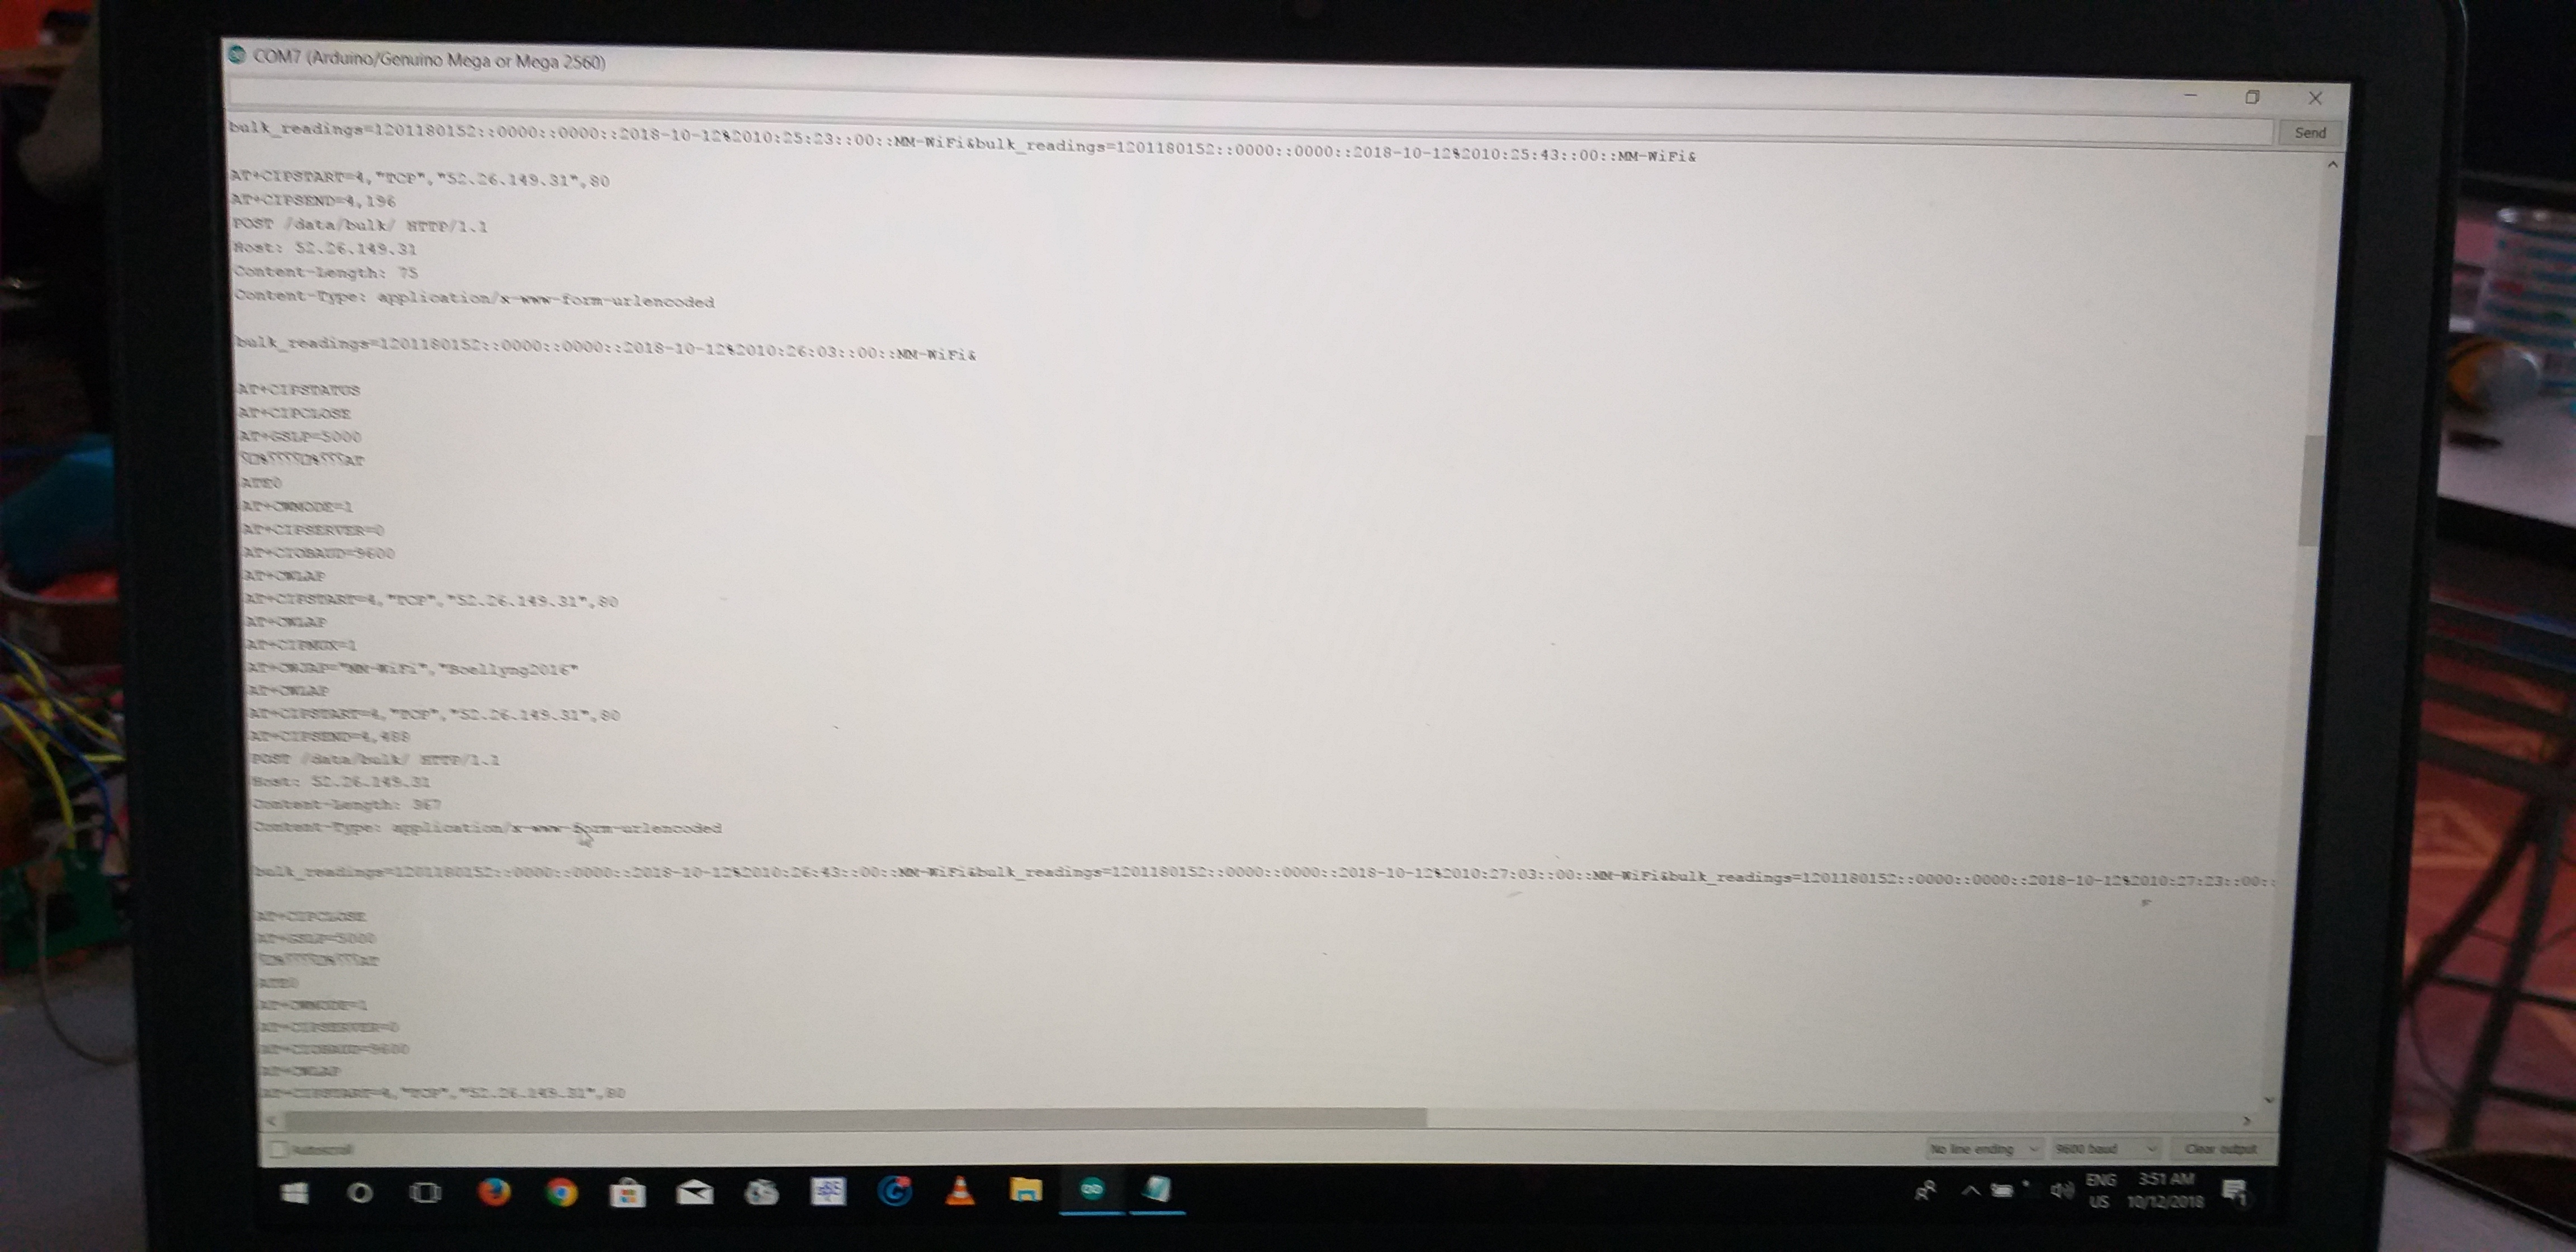 COM7 (Arduino/Genuino Mega or Mega 2560)
Send
bulk_readings=1201180152::0000::0000::2018-10-12%2010:25:23::00::MM-WiFi&bulk_readings=1201180152::0000::0000::2018-10-12%2010:25:43::00::MM-WiFi&
AT+CIPSTART=4,"TCP","52.26.149.31",80
AT+CIPSEND=4,196
POST /data/bulk/ HTTP/1.1
Host: 52.26.149.31
Content-Length: 75
Content-Type: application/x-www-form-urlencoded
bulk_readings=1201180152::0000::0000::2018-10-12%2010:26:03::00::MM-WiFi&
AT+CIPSTATUS
AT+CIPCLOSE
AT+GSLP=5000
AT
ATE0
AT+CWMODE=1
AT+CIPSERVER=0
AT+CIOBAUD=9600
AT+CWLAP
AT+CIPSTART=4,"TCP","52.26.149.31",80
AT+CWLAP
AT+CIPMUX=1
AT+CWJAP="MM-WiFi","Boellyng2016"
AT+CWLAP
AT+CIPSTART=4,"TCP","52.26.149.31",80
AT+CIPSEND=4,488
POST /data/bulk/ HTTP/1.1
Host: 52.26.149.31
Content-Length: 367
Content-Type: application/x-www-form-urlencoded
bulk_readings=1201180152::0000::0000::2018-10-12%2010:26:43::00::MM-WiFi&bulk_readings=1201180152::0000::0000::2018-10-12%2010:27:03::00::MM-WiFi&bulk_readings=1201180152::0000::0000::2018-10-12%2010:27:23::00::
AT+CIPCLOSE
AT+GSLP=5000
AT
ATE0
AT+CWMODE=1
AT+CIPSERVER=0
AT+CIOBAUD=9600
AT+CWLAP
AT+CIPSTART=4,"TCP","52.26.149.31",80
Autoscroll
No line ending
9600 baud
Clear output
ENG
US
3:51 AM
10/12/2018